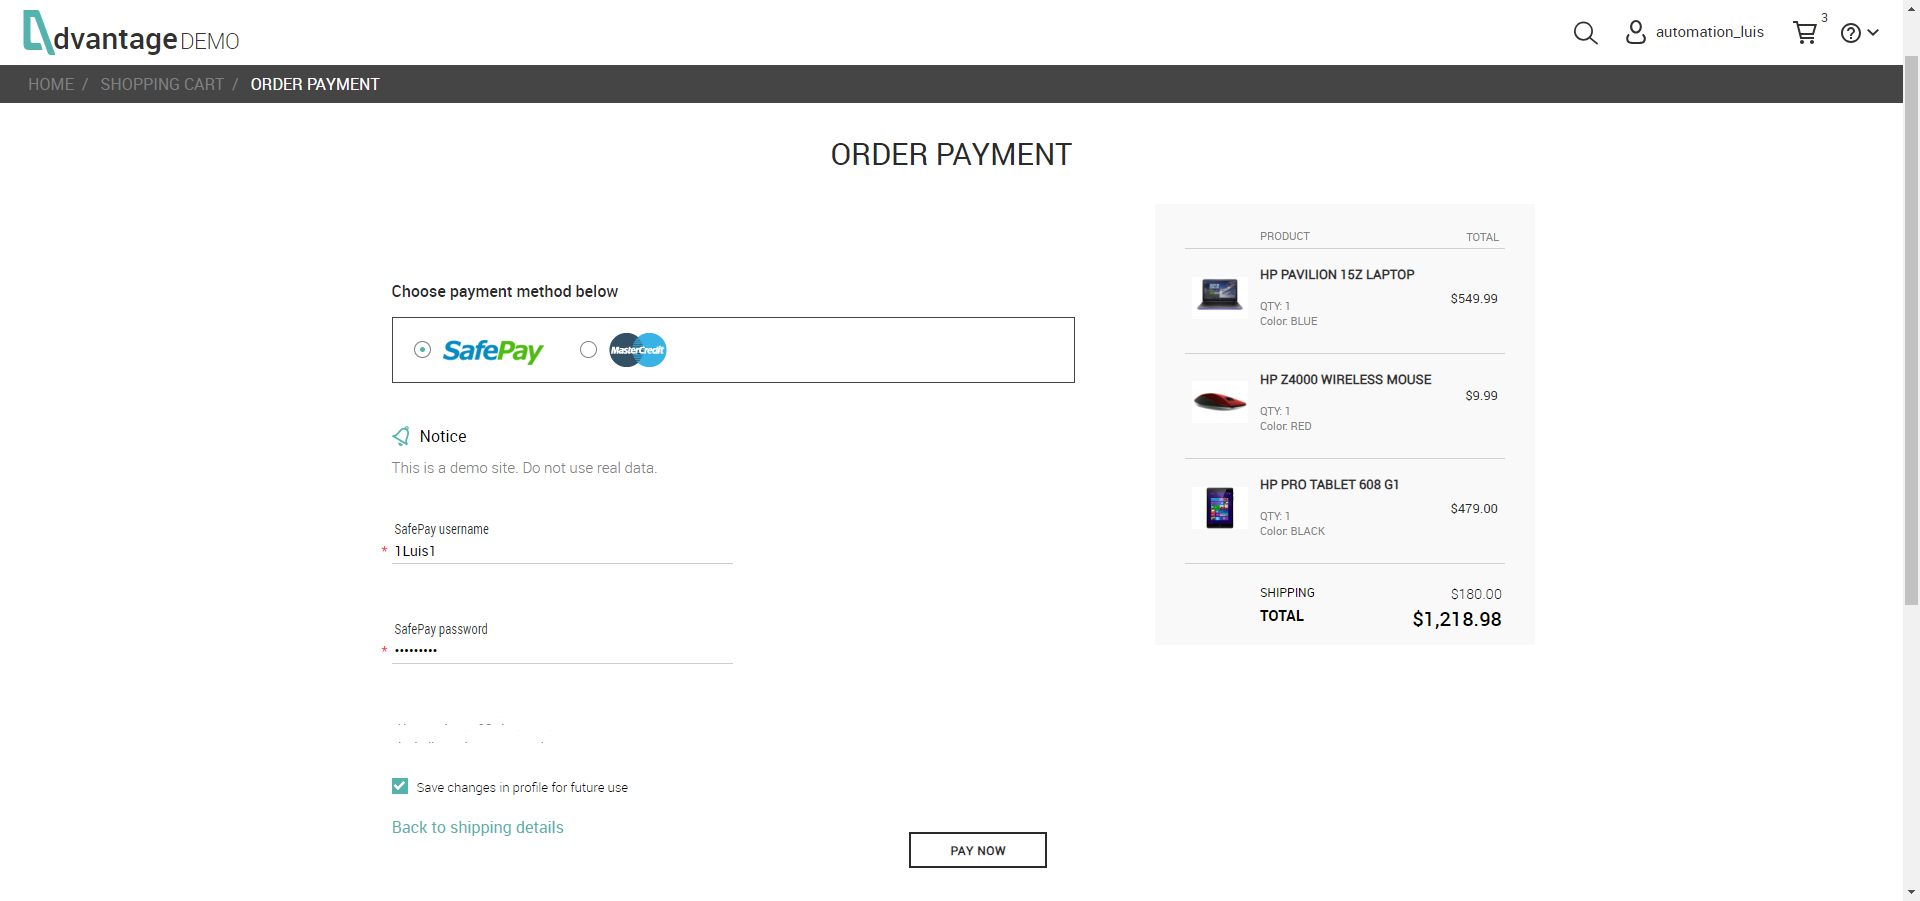 dvantage DEMO
automation_luis
3
HOME / SHOPPING CART / ORDER PAYMENT
ORDER PAYMENT
Choose payment method below
SafePay
MasterCredit
Notice
This is a demo site. Do not use real data.
SafePay username
* 1Luis1
SafePay password
* •••••••••
Save changes in profile for future use
Back to shipping details
PAY NOW
PRODUCT TOTAL
HP PAVILION 15Z LAPTOP
$549.99
QTY: 1
Color: BLUE
HP Z4000 WIRELESS MOUSE
$9.99
QTY: 1
Color: RED
HP PRO TABLET 608 G1
$479.00
QTY: 1
Color: BLACK
SHIPPING $180.00
TOTAL $1,218.98